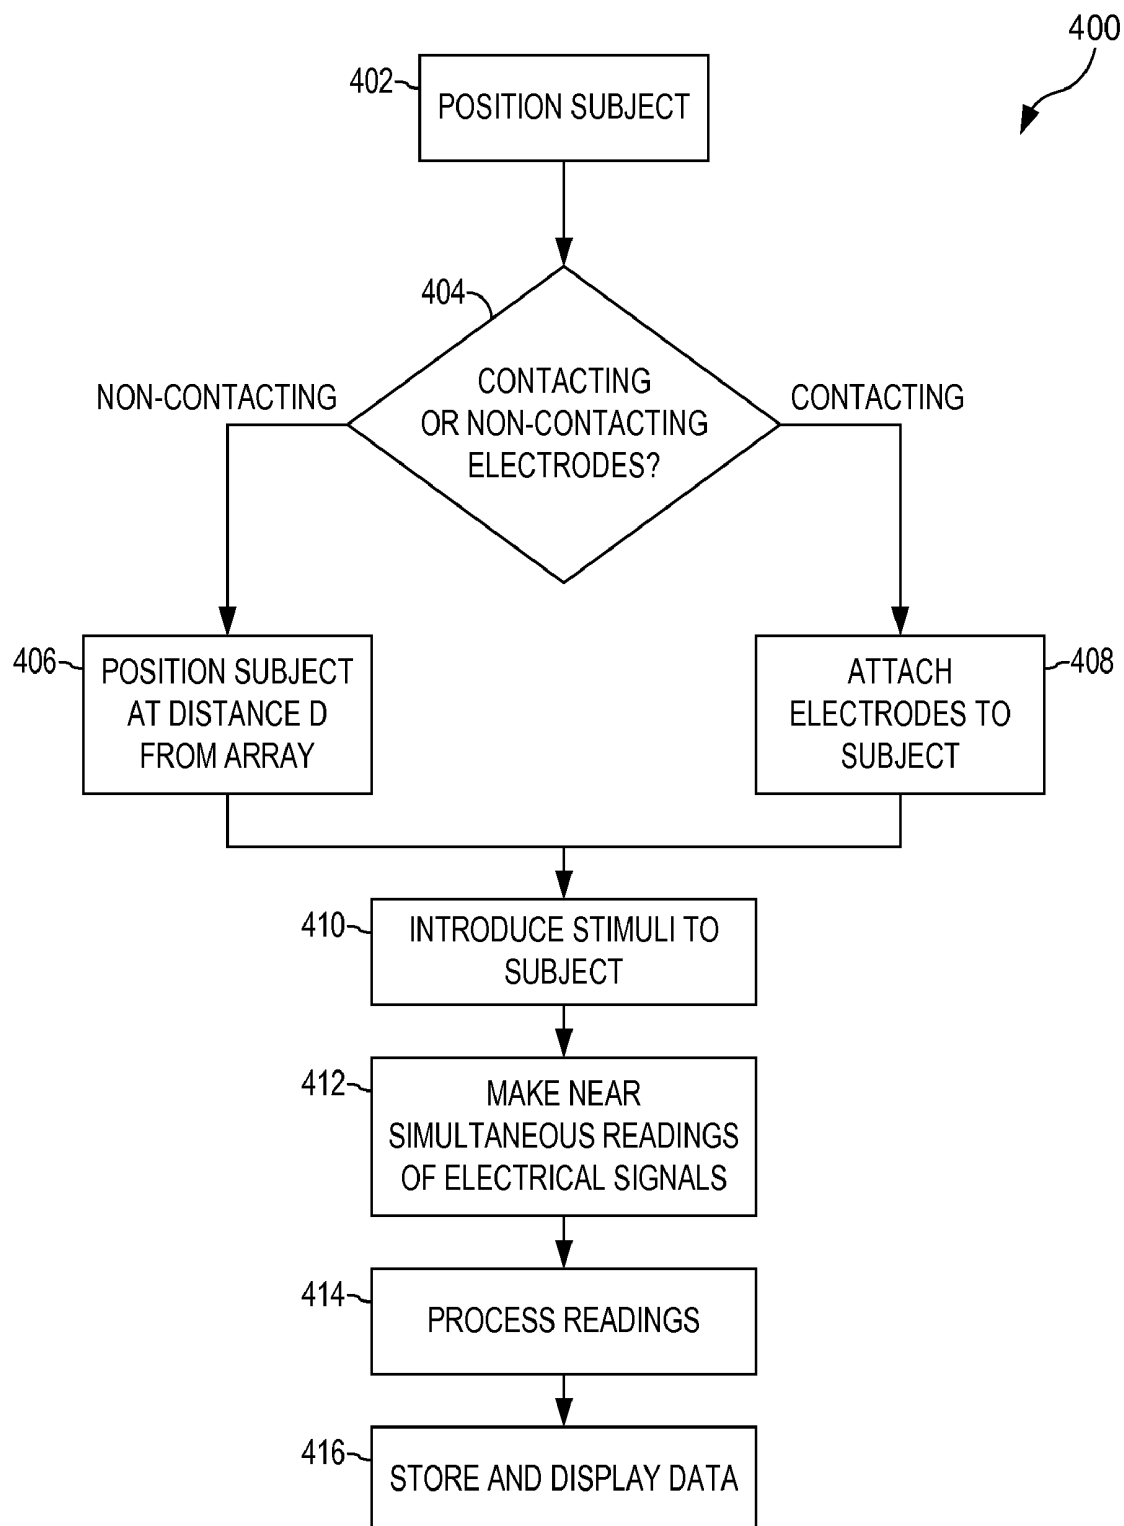 400
402
POSITION SUBJECT
404
CONTACTING
OR NON-CONTACTING
ELECTRODES?
NON-CONTACTING
CONTACTING
406
POSITION SUBJECT
AT DISTANCE D
FROM ARRAY
408
ATTACH
ELECTRODES TO
SUBJECT
410
INTRODUCE STIMULI TO
SUBJECT
412
MAKE NEAR
SIMULTANEOUS READINGS
OF ELECTRICAL SIGNALS
414
PROCESS READINGS
416
STORE AND DISPLAY DATA